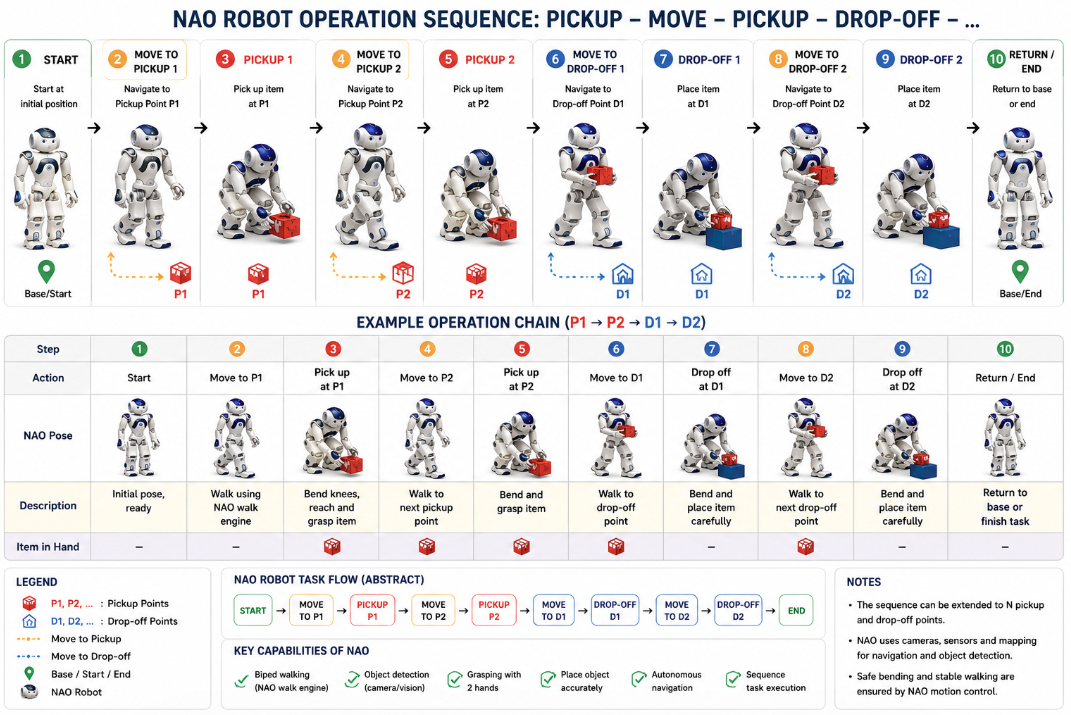 NAO ROBOT OPERATION SEQUENCE: PICKUP – MOVE – PICKUP – DROP-OFF – ...
1 START
Start at
initial position
Base/Start
2 MOVE TO
PICKUP 1
Navigate to
Pickup Point P1
P1
3 PICKUP 1
Pick up item
at P1
P1
4 MOVE TO
PICKUP 2
Navigate to
Pickup Point P2
P2
5 PICKUP 2
Pick up item
at P2
P2
6 MOVE TO
DROP-OFF 1
Navigate to
Drop-off Point D1
D1
7 DROP-OFF 1
Place item
at D1
D1
8 MOVE TO
DROP-OFF 2
Navigate to
Drop-off Point D2
D2
9 DROP-OFF 2
Place item
at D2
D2
10 RETURN /
END
Return to base
or end
Base/End
EXAMPLE OPERATION CHAIN (P1 → P2 → D1 → D2)
Step 1 2 3 4 5 6 7 8 9 10
Action
Start
Move to P1
Pick up
at P1
Move to P2
Pick up
at P2
Move to D1
Drop off
at D1
Move to D2
Drop off
at D2
Return / End
NAO Pose
Description
Initial pose,
ready
Walk using
NAO walk
engine
Bend knees,
reach and
grasp item
Walk to
next pickup
point
Bend and
grasp item
Walk to
drop-off
point
Bend and
place item
carefully
Walk to
next drop-off
point
Bend and
place item
carefully
Return to
base or
finish task
Item in Hand – – – – –
LEGEND
P1, P2, ... : Pickup Points
D1, D2, ... : Drop-off Points
Move to Pickup
Move to Drop-off
Base / Start / End
NAO Robot
NAO ROBOT TASK FLOW (ABSTRACT)
START → MOVE
TO P1 → PICKUP
P1 → MOVE
TO P2 → PICKUP
P2 → MOVE
TO D1 → DROP-OFF
D1 → MOVE
TO D2 → DROP-OFF
D2 → END
KEY CAPABILITIES OF NAO
Biped walking
(NAO walk engine)
Object detection
(camera/vision)
Grasping with
2 hands
Place object
accurately
Autonomous
navigation
Sequence
task execution
NOTES
• The sequence can be extended to N pickup
and drop-off points.
• NAO uses cameras, sensors and mapping
for navigation and object detection.
• Safe bending and stable walking are
ensured by NAO motion control.